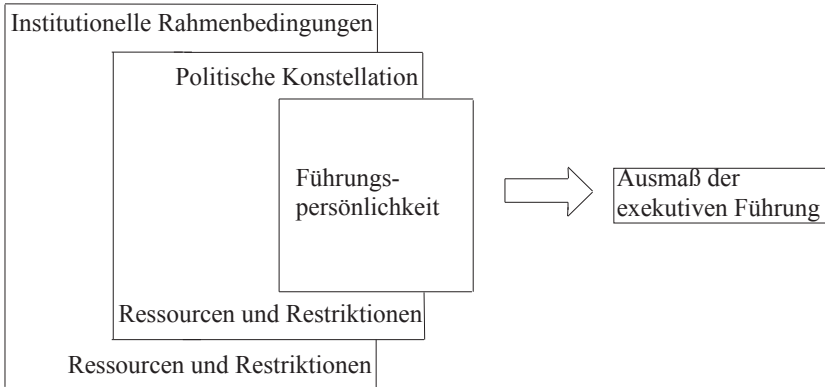 Institutionelle Rahmenbedingungen
Politische Konstellation
Führungs-
persönlichkeit
Ausmaß der
exekutiven Führung
Ressourcen und Restriktionen
Ressourcen und Restriktionen